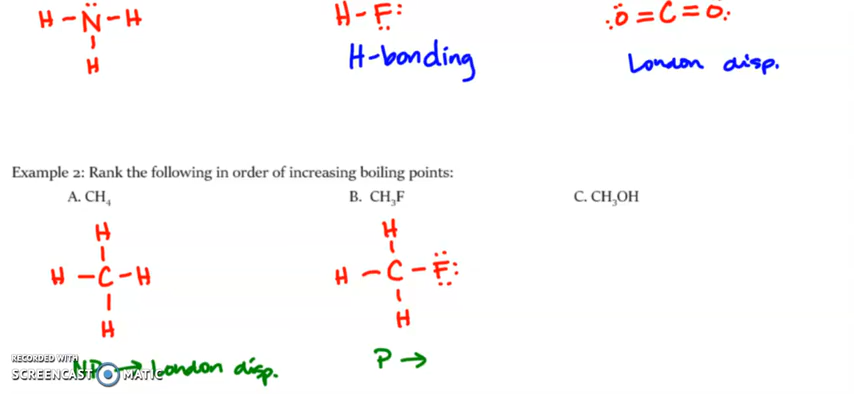 H – N – H
H – F
O = C = O
H
H-bonding
London disp.
Example 2: Rank the following in order of increasing boiling points:
A. CH₄
B. CH₃F
C. CH₃OH
H
H – C – H
H
H
H – C – F
H
NP → London disp.
P →
RECORDED WITH
SCREENCAST MATIC